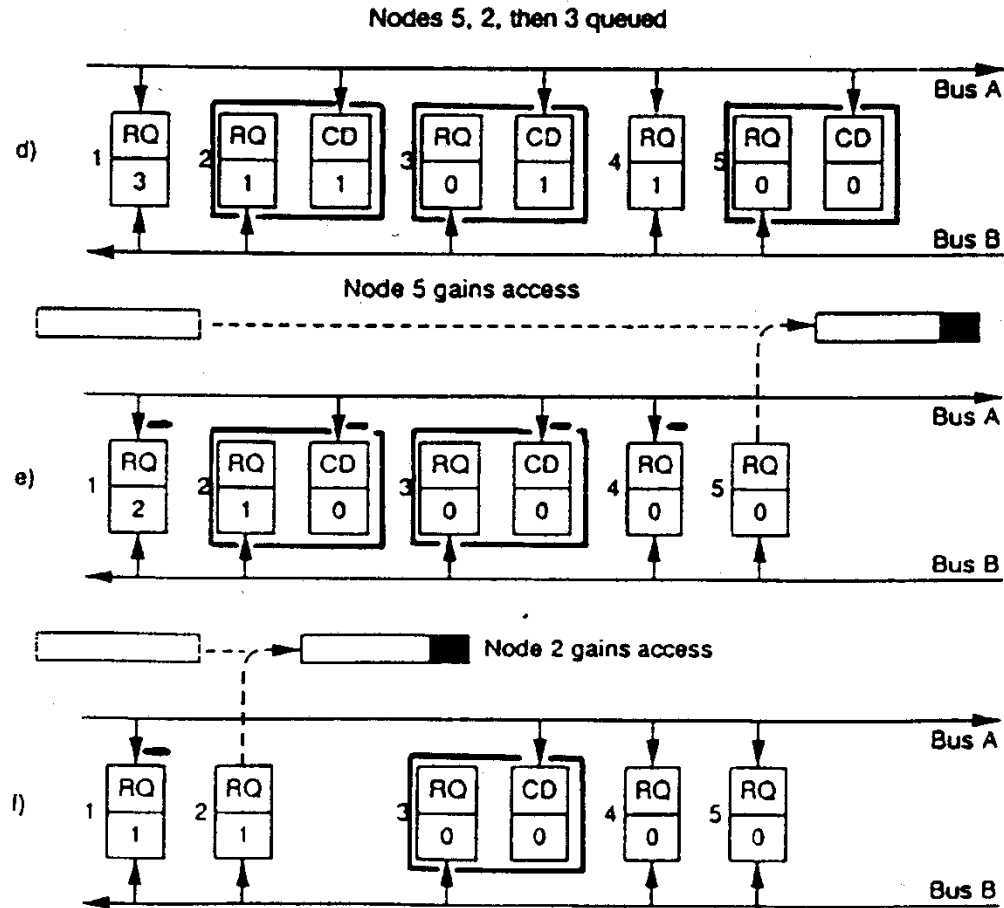 Nodes 5, 2, then 3 queued
Bus A
d) 1 RQ 3 2 RQ 1 CD 1 3 RQ 0 CD 1 4 RQ 1 5 RQ 0 CD 0
Bus B
Node 5 gains access
Bus A
e) 1 RQ 2 2 RQ 1 CD 0 3 RQ 0 CD 0 4 RQ 0 5 RQ 0
Bus B
Node 2 gains access
Bus A
f) 1 RQ 1 2 RQ 1 3 RQ 0 CD 0 4 RQ 0 5 RQ 0
Bus B